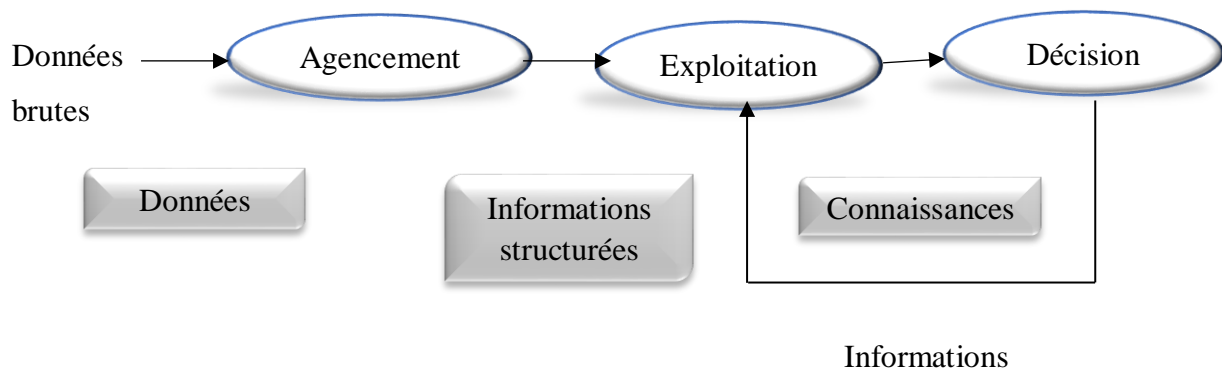 Données
brutes
Agencement
Exploitation
Décision
Données
Informations
structurées
Connaissances
Informations